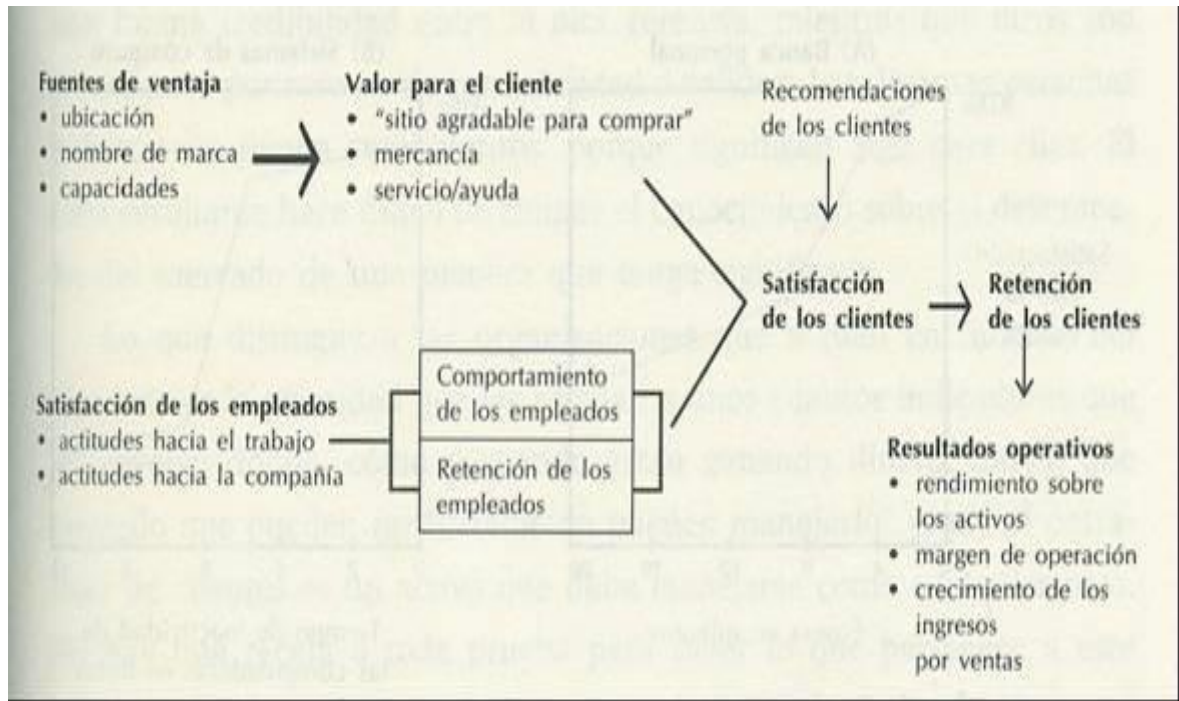 Fuentes de ventaja
• ubicación
• nombre de marca
• capacidades
Valor para el cliente
• "sitio agradable para comprar"
• mercancía
• servicio/ayuda
Recomendaciones
de los clientes
Satisfacción
de los clientes
Retención
de los clientes
Satisfacción de los empleados
• actitudes hacia el trabajo
• actitudes hacia la compañía
Comportamiento
de los empleados
Retención de los
empleados
Resultados operativos
• rendimiento sobre
los activos
• margen de operación
• crecimiento de los
ingresos
por ventas